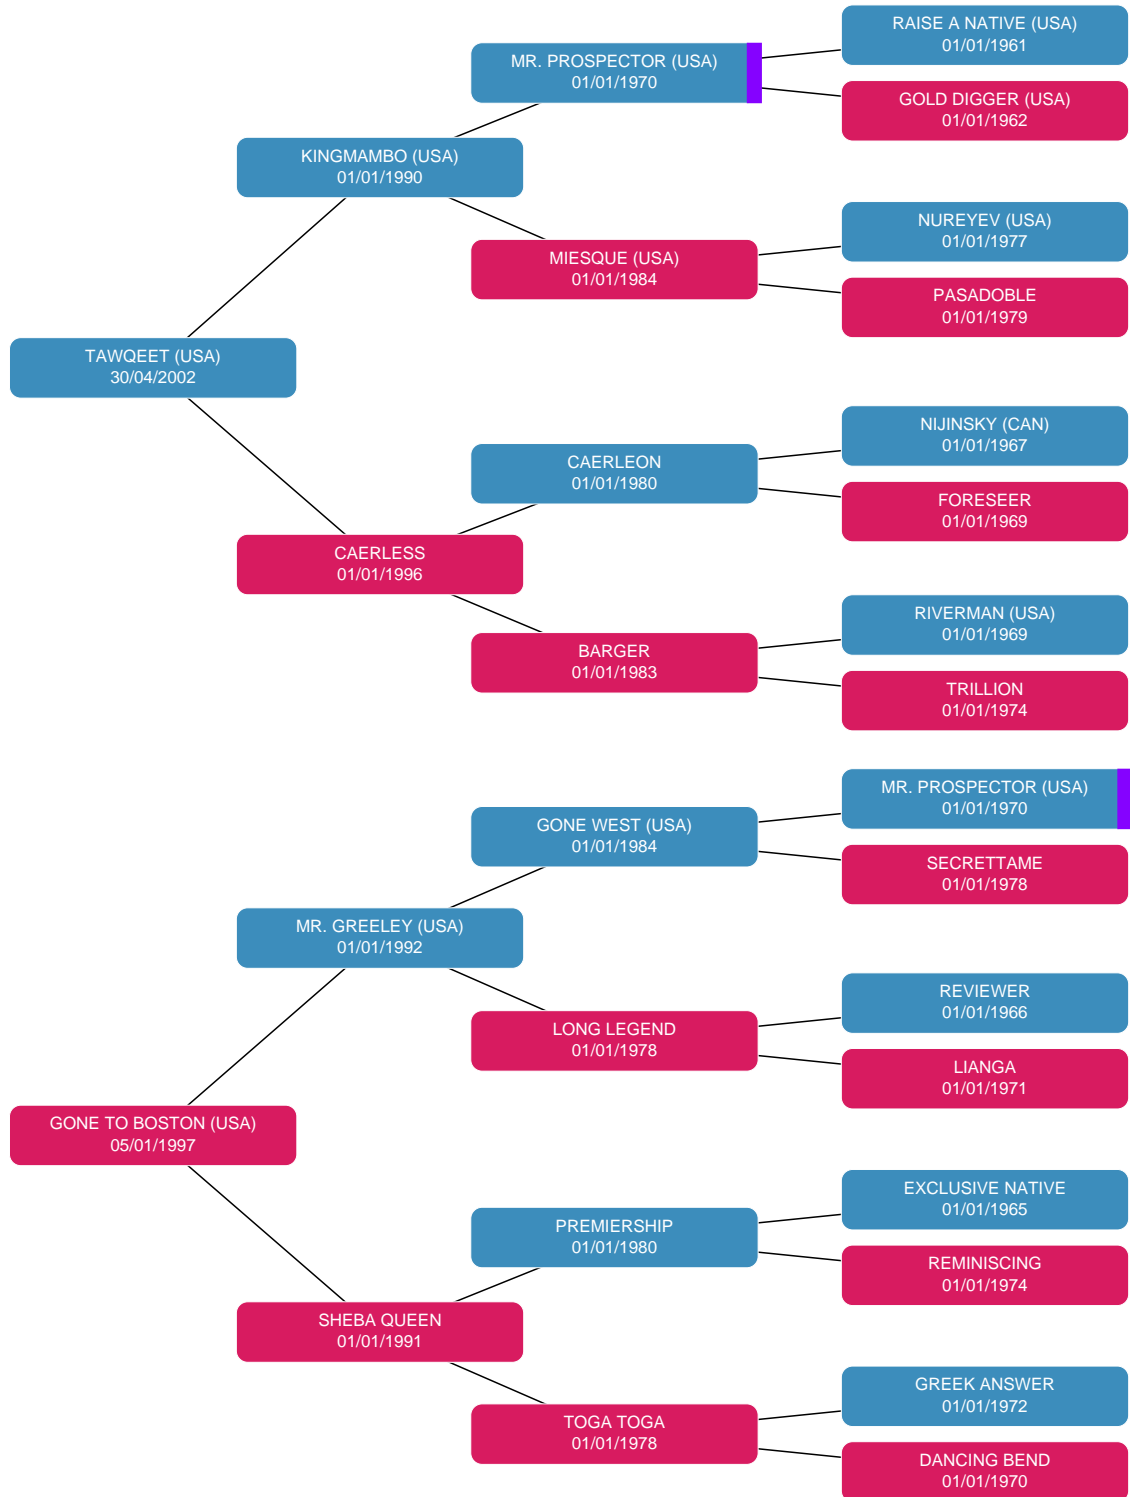 RAISE A NATIVE (USA)
01/01/1961
MR. PROSPECTOR (USA)
01/01/1970
GOLD DIGGER (USA)
01/01/1962
KINGMAMBO (USA)
01/01/1990
NUREYEV (USA)
01/01/1977
MIESQUE (USA)
01/01/1984
PASADOBLE
01/01/1979
TAWQEET (USA)
30/04/2002
NIJINSKY (CAN)
01/01/1967
CAERLEON
01/01/1980
FORESEER
01/01/1969
CAERLESS
01/01/1996
RIVERMAN (USA)
01/01/1969
BARGER
01/01/1983
TRILLION
01/01/1974
MR. PROSPECTOR (USA)
01/01/1970
GONE WEST (USA)
01/01/1984
SECRETTAME
01/01/1978
MR. GREELEY (USA)
01/01/1992
REVIEWER
01/01/1966
LONG LEGEND
01/01/1978
LIANGA
01/01/1971
GONE TO BOSTON (USA)
05/01/1997
EXCLUSIVE NATIVE
01/01/1965
PREMIERSHIP
01/01/1980
REMINISCING
01/01/1974
SHEBA QUEEN
01/01/1991
GREEK ANSWER
01/01/1972
TOGA TOGA
01/01/1978
DANCING BEND
01/01/1970